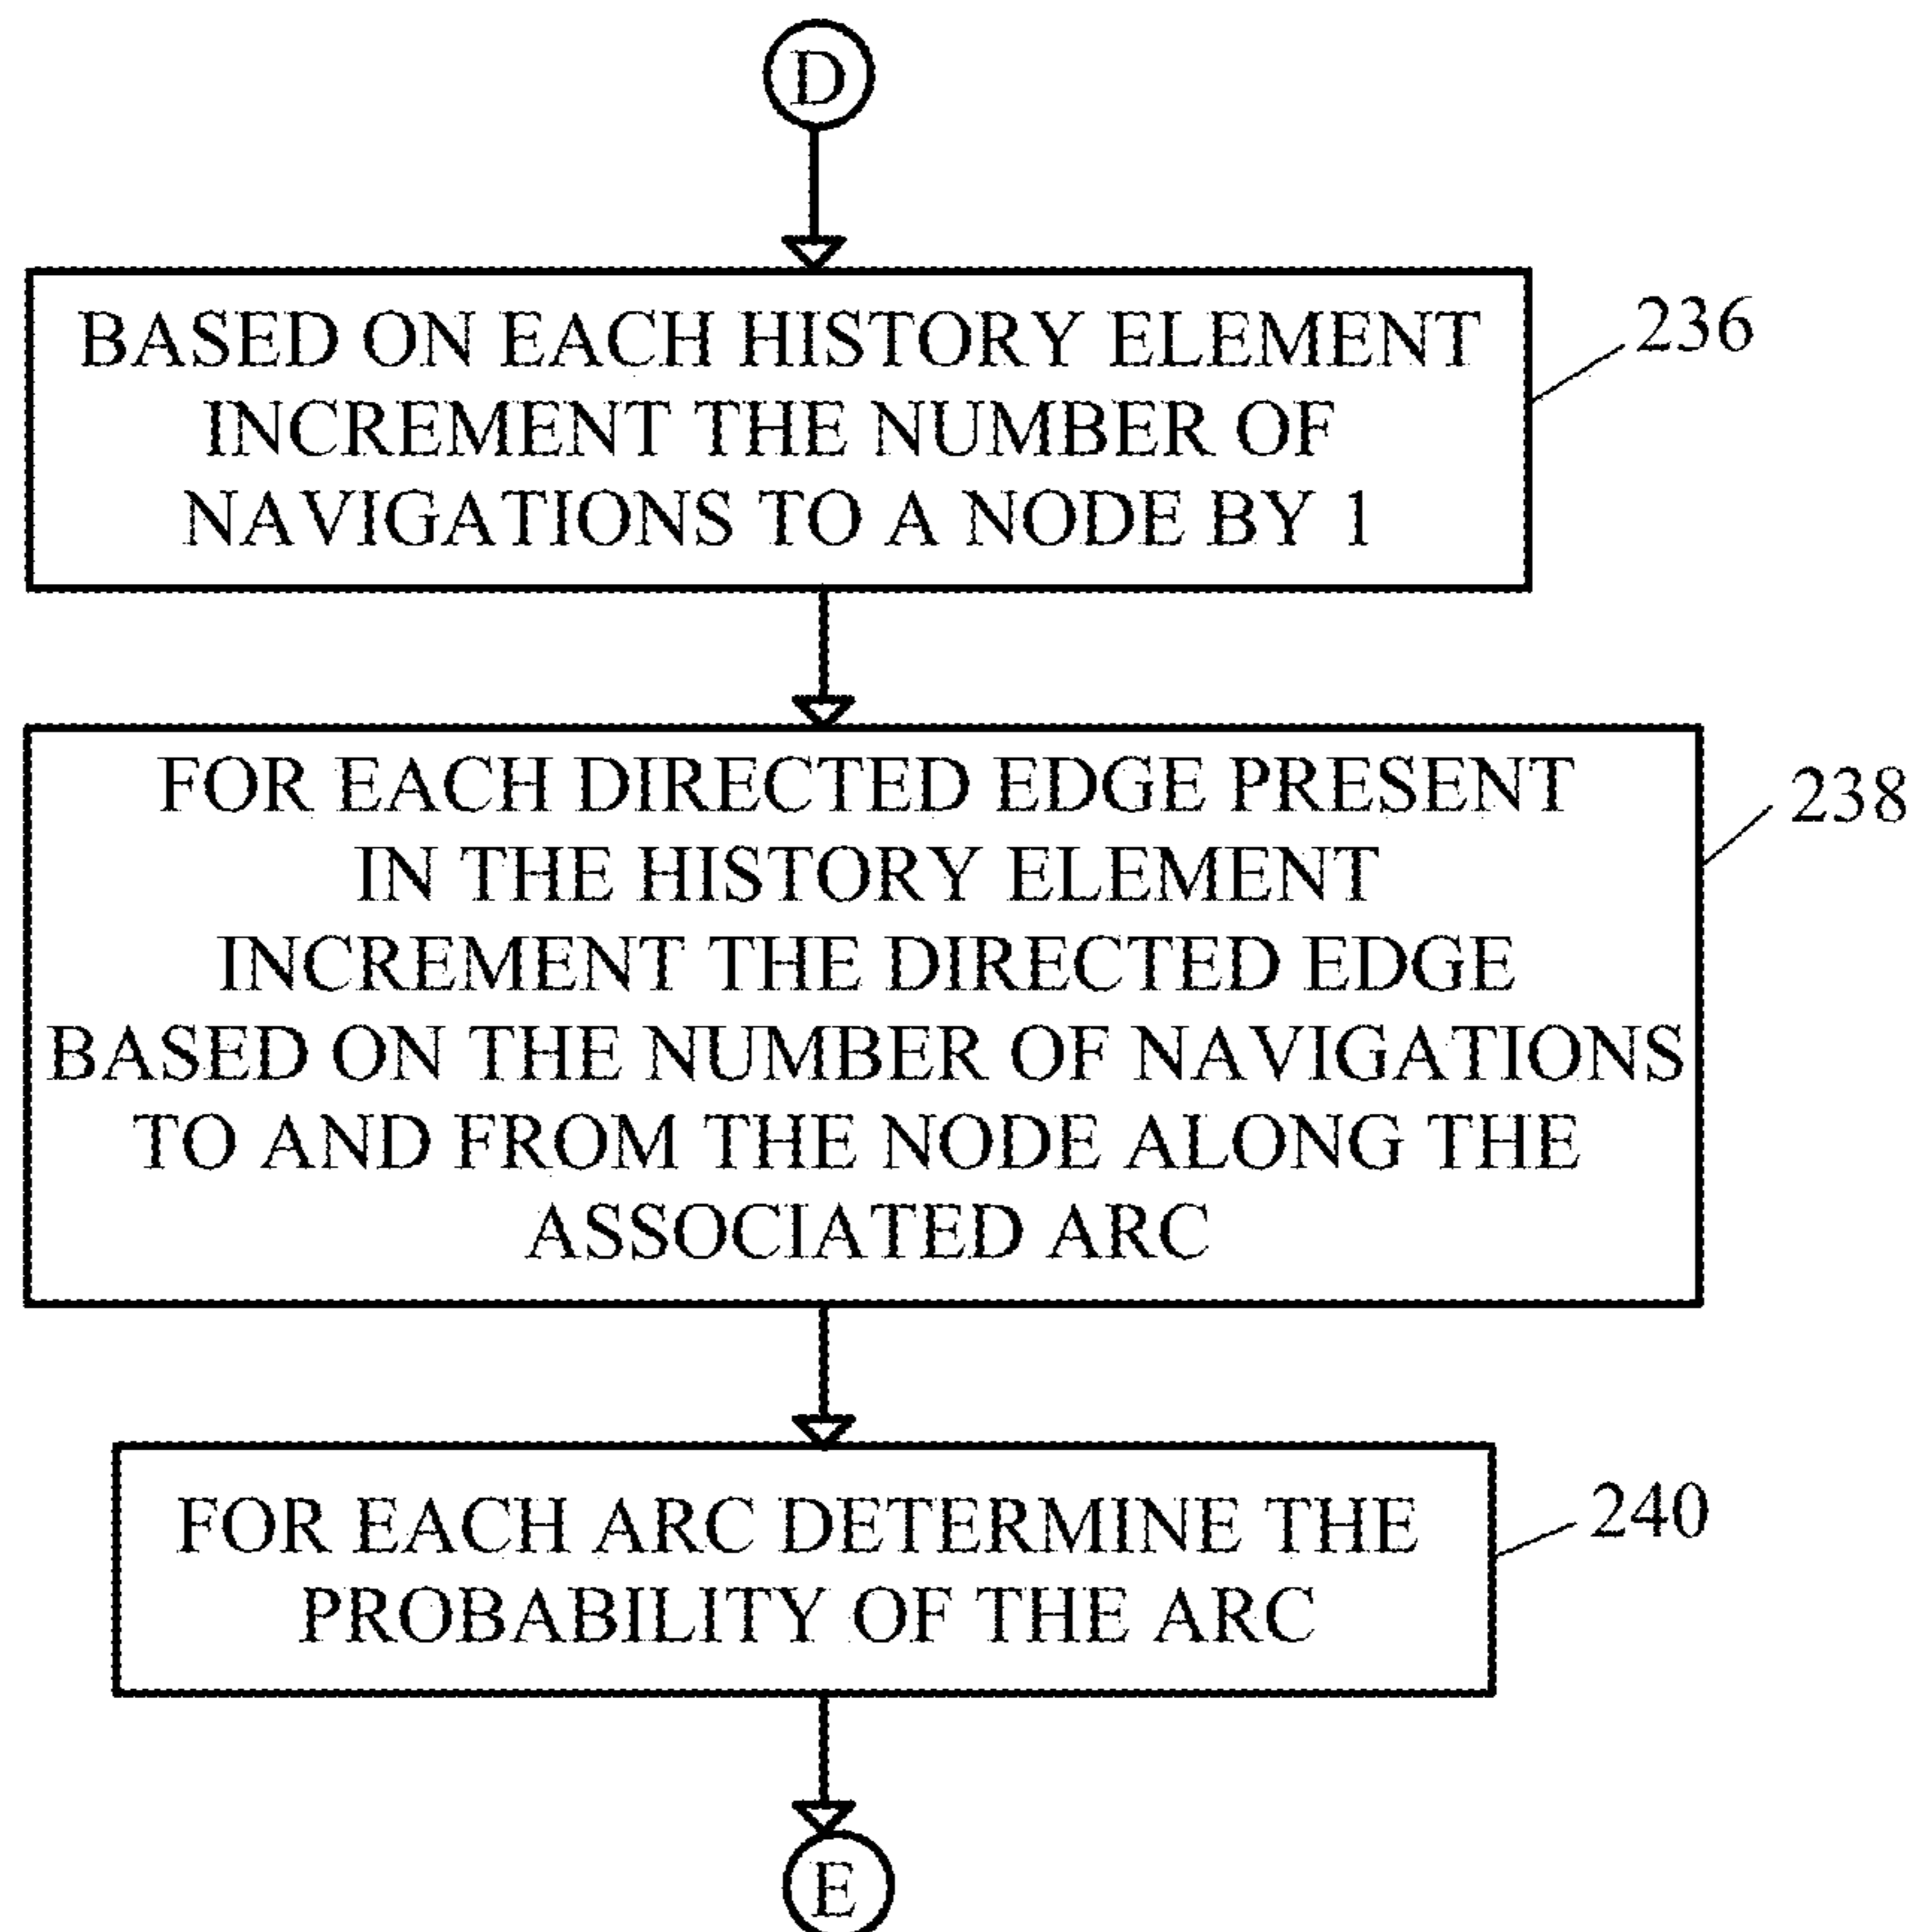 D
BASED ON EACH HISTORY ELEMENT
INCREMENT THE NUMBER OF
NAVIGATIONS TO A NODE BY 1
236
FOR EACH DIRECTED EDGE PRESENT
IN THE HISTORY ELEMENT
INCREMENT THE DIRECTED EDGE
BASED ON THE NUMBER OF NAVIGATIONS
TO AND FROM THE NODE ALONG THE
ASSOCIATED ARC
238
FOR EACH ARC DETERMINE THE
PROBABILITY OF THE ARC
240
E